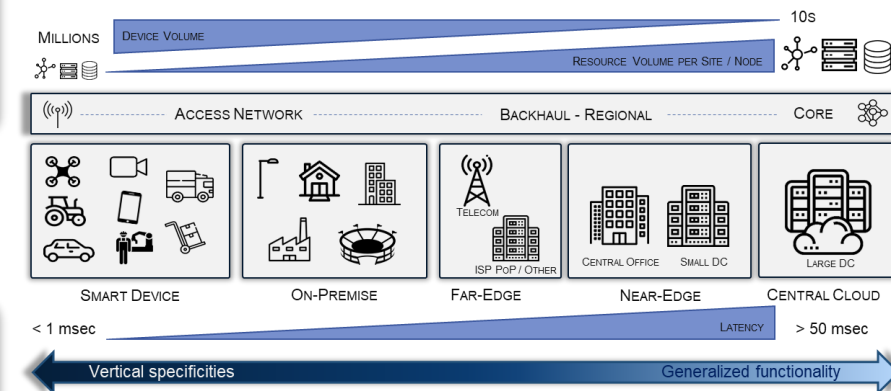 10s
MILLIONS
DEVICE VOLUME
RESOURCE VOLUME PER SITE / NODE
ACCESS NETWORK
BACKHAUL - REGIONAL
CORE
TELECOM
ISP POP / OTHER
CENTRAL OFFICE
SMALL DC
LARGE DC
SMART DEVICE
ON-PREMISE
FAR-EDGE
NEAR-EDGE
CENTRAL CLOUD
< 1 msec
LATENCY
> 50 msec
Vertical specificities
Generalized functionality